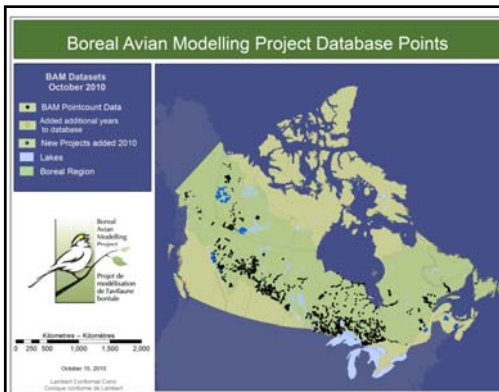 Boreal Avian Modelling Project Database Points
BAM Datasets
October 2010
BAM Pointcount Data
Added additional years
to database
New Projects added 2010
Lakes
Boreal Region
Boreal
Avian
Modelling
Project
Projet de
modélisation
de l'avifaune
boréale
Kilometres – Kilomètres
0 250 500 1,000 1,500 2,000
October 15, 2010
Lambert Conformal Conic
Conique conforme de Lambert